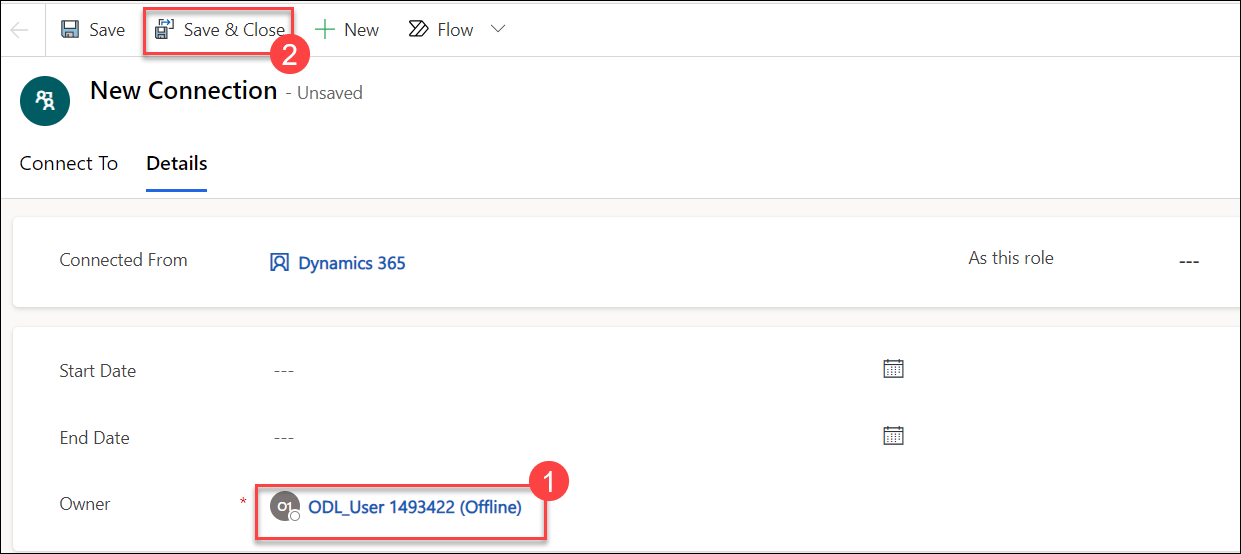 Save Save & Close New Flow
2
New Connection - Unsaved
Connect To Details
Connected From Dynamics 365 As this role ---
Start Date ---
End Date ---
1
Owner * O1 ODL_User 1493422 (Offline)